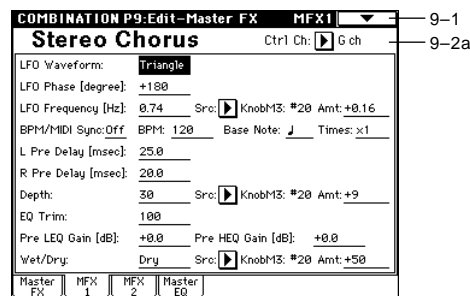 COMBINATION P9:Edit-Master FX MFX1
9–1
Stereo Chorus Ctrl Ch: G ch
9–2a
LFO Waveform: Triangle
LFO Phase [degree]: +180
LFO Frequency [Hz]: 0.74 Src: KnobM3: #20 Amt: +0.16
BPM/MIDI Sync: Off BPM: 120 Base Note: ♩ Times: x1
L Pre Delay [msec]: 25.0
R Pre Delay [msec]: 20.0
Depth: 30 Src: KnobM3: #20 Amt: +9
EQ Trim: 100
Pre LEQ Gain [dB]: +0.0 Pre HEQ Gain [dB]: +0.0
Wet/Dry: Dry Src: KnobM3: #20 Amt: +50
Master FX MFX 1 MFX 2 Master EQ